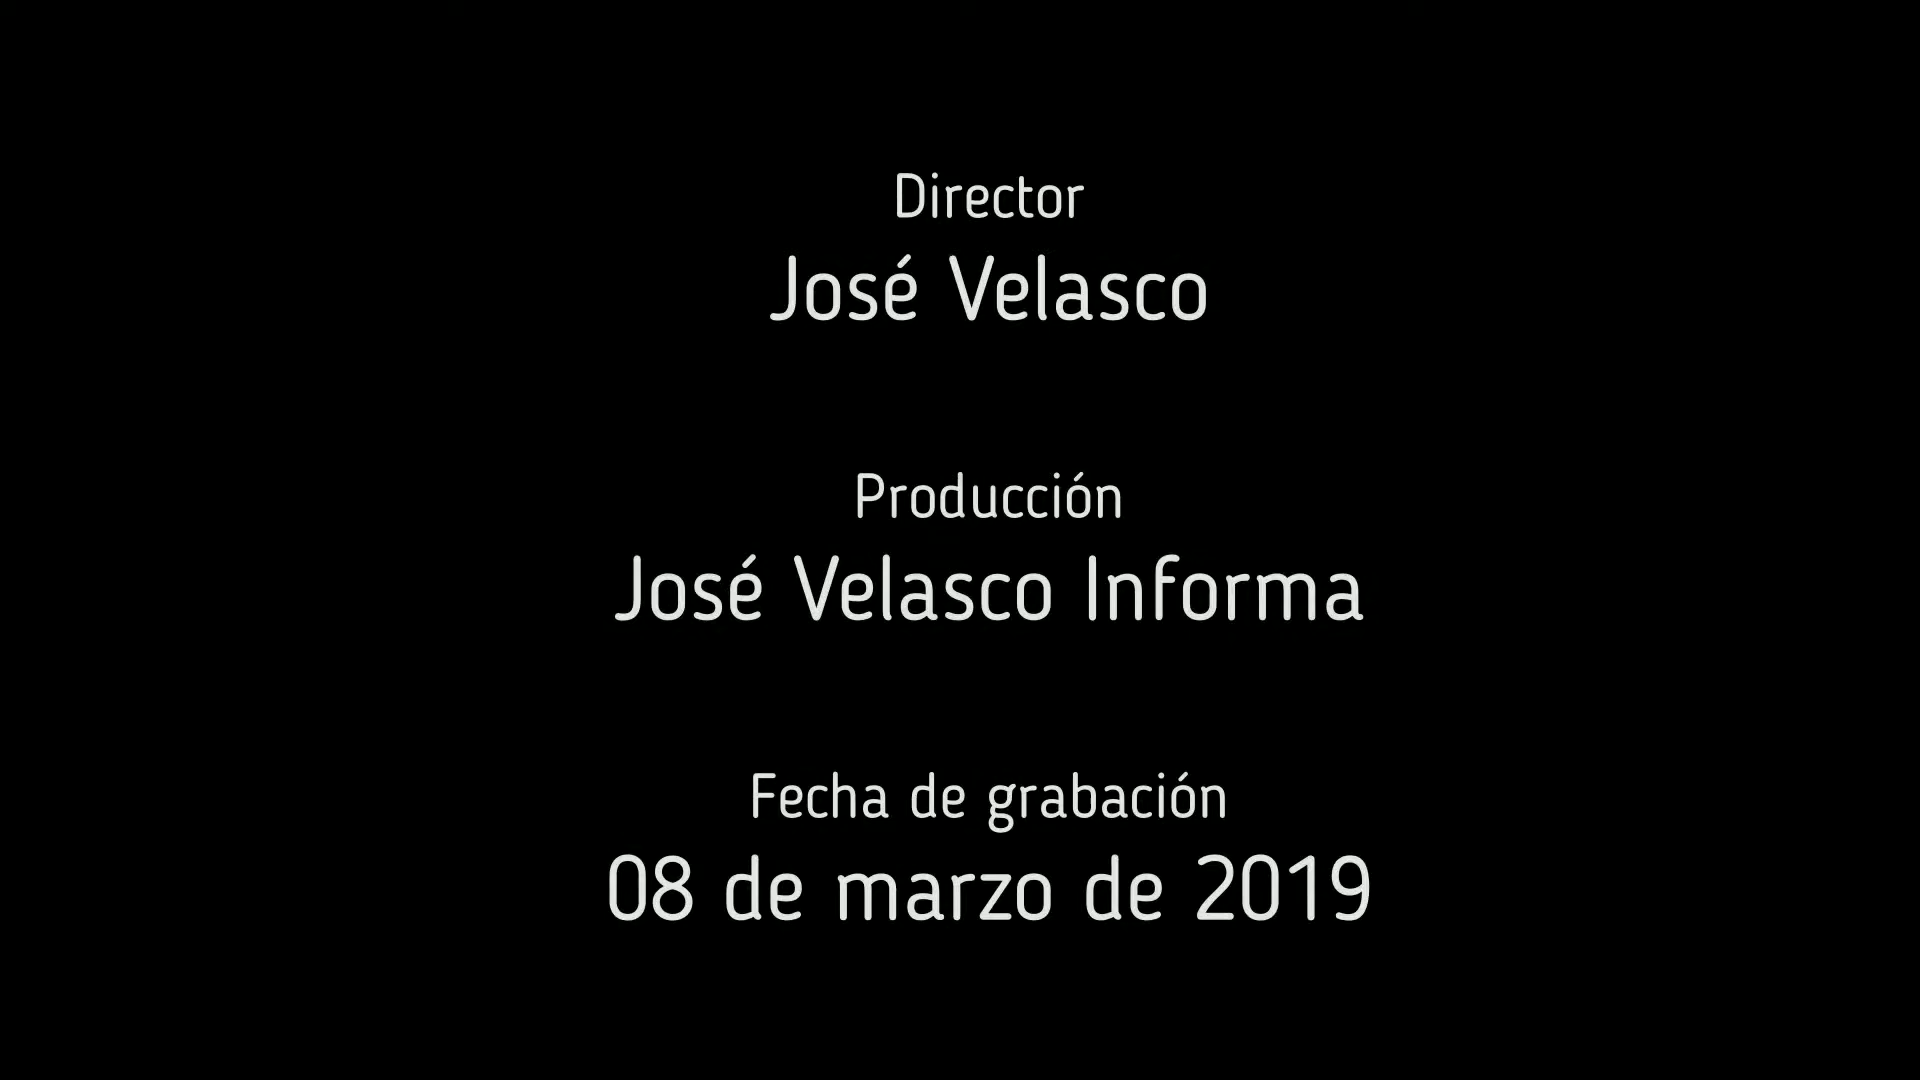 Director
José Velasco
Producción
José Velasco Informa
Fecha de grabación
08 de marzo de 2019